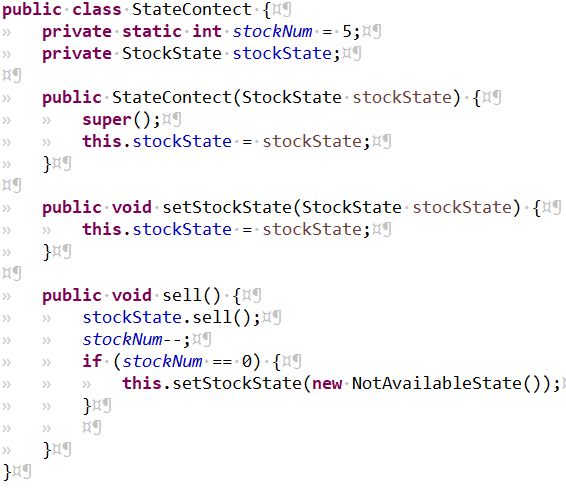 public class StateContect {
    private static int stockNum = 5;
    private StockState stockState;

    public StateContect(StockState stockState) {
        super();
        this.stockState = stockState;
    }

    public void setStockState(StockState stockState) {
        this.stockState = stockState;
    }

    public void sell() {
        stockState.sell();
        stockNum--;
        if (stockNum == 0) {
            this.setStockState(new NotAvailableState());
        }

    }
}